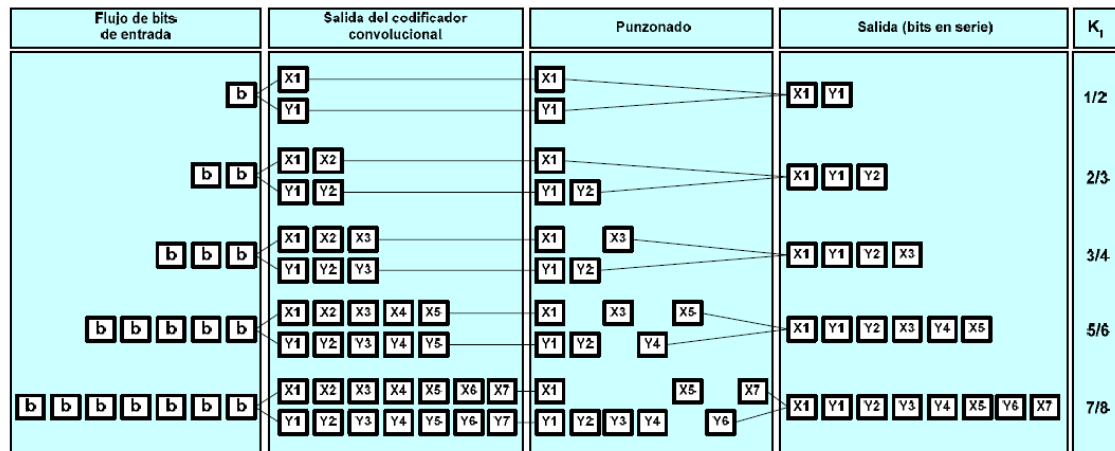 Flujo de bits
de entrada
Salida del codificador
convolucional
Punzonado
Salida (bits en serie)
K_I
b
X1
Y1
X1
Y1
X1 Y1
1/2
b b
X1 X2
Y1 Y2
X1
Y1 Y2
X1 Y1 Y2
2/3
b b b
X1 X2 X3
Y1 Y2 Y3
X1 X3
Y1 Y2
X1 Y1 Y2 X3
3/4
b b b b b
X1 X2 X3 X4 X5
Y1 Y2 Y3 Y4 Y5
X1 X3 X5
Y1 Y2 Y4
X1 Y1 Y2 X3 Y4 X5
5/6
b b b b b b b
X1 X2 X3 X4 X5 X6 X7
Y1 Y2 Y3 Y4 Y5 Y6 Y7
X1 X5 X7
Y1 Y2 Y3 Y4 Y6
X1 Y1 Y2 Y3 Y4 X5 Y6 X7
7/8